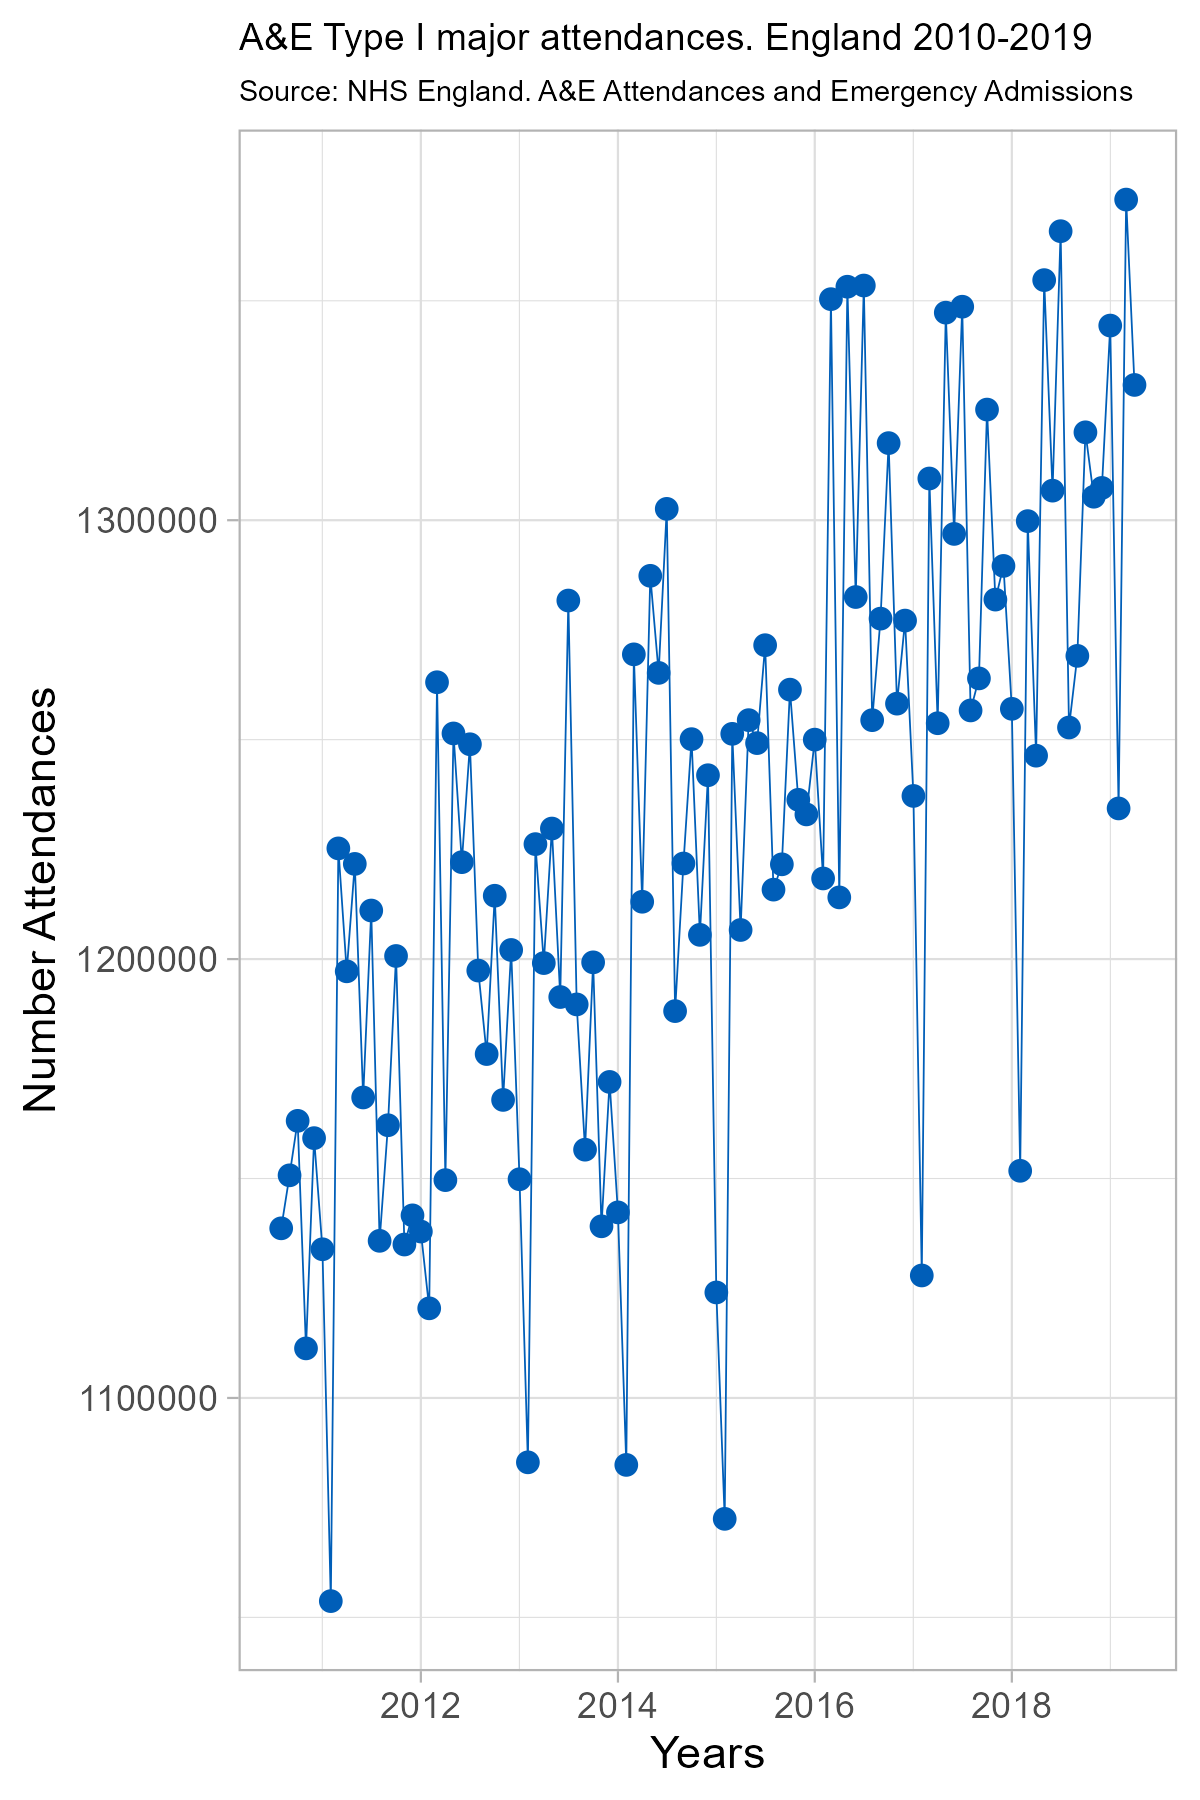 A&E Type I major attendances. England 2010-2019
Source: NHS England. A&E Attendances and Emergency Admissions
Number Attendances
1300000
1200000
1100000
2012
2014
2016
2018
Years